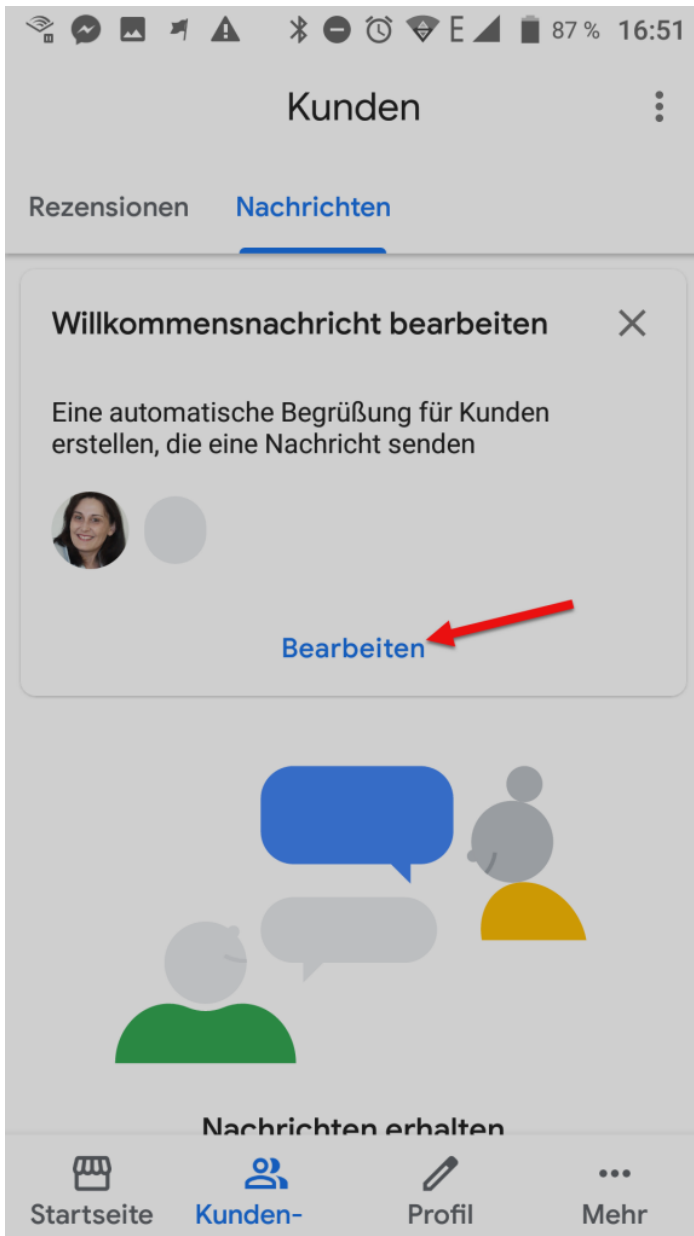 E 87 % 16:51
Kunden
Rezensionen Nachrichten
Willkommensnachricht bearbeiten
Eine automatische Begrüßung für Kunden
erstellen, die eine Nachricht senden
Bearbeiten
Nachrichten erhalten
Startseite Kunden- Profil Mehr